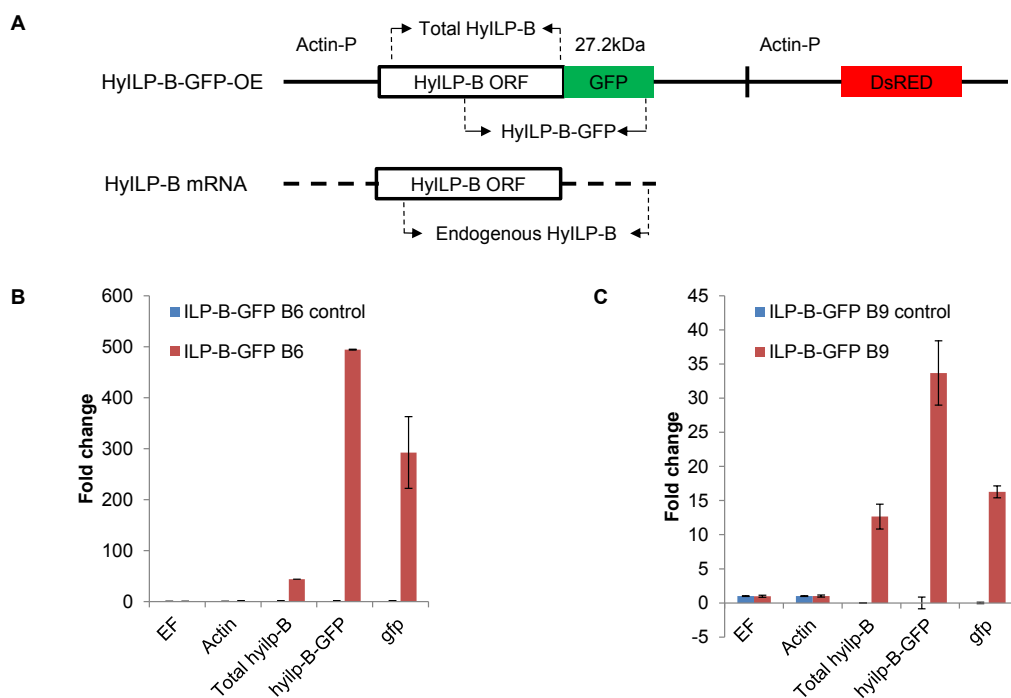 A
Actin-P
Total HyILP-B
27.2kDa
Actin-P
HyILP-B-GFP-OE
HyILP-B ORF
GFP
DsRED
HyILP-B-GFP
HyILP-B mRNA
HyILP-B ORF
Endogenous HyILP-B
B
600
500
400
300
200
100
0
Fold change
ILP-B-GFP B6 control
ILP-B-GFP B6
EF
Actin
Total hyilp-B
hyilp-B-GFP
gfp
C
45
40
35
30
25
20
15
10
5
0
-5
Fold change
ILP-B-GFP B9 control
ILP-B-GFP B9
EF
Actin
Total hyilp-B
hyilp-B-GFP
gfp